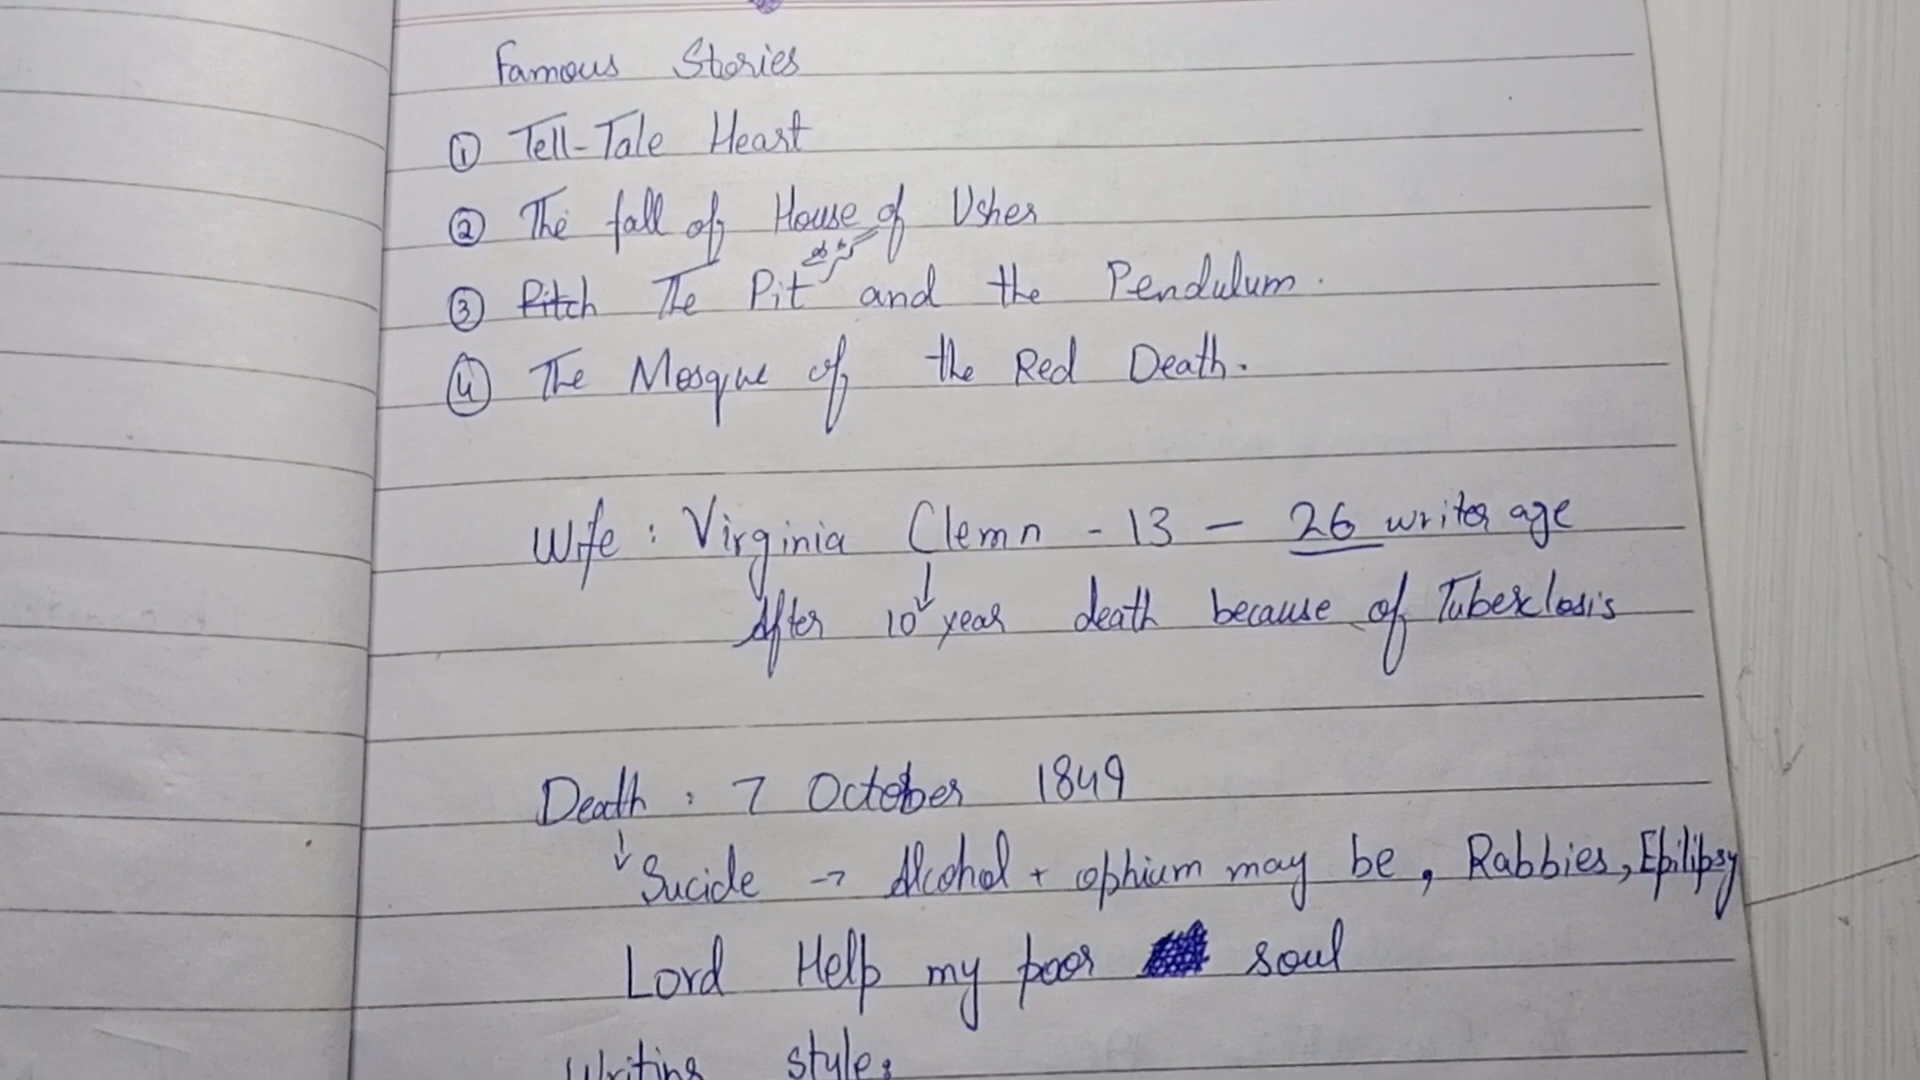 Famous Stories
① Tell-Tale Heart
② The fall of House of Usher
③ Pitch The Pit and the Pendulum.
④ The Mosque of the Red Death.
Wife : Virginia Clemn - 13 - 26 writer age
After 10 year death because of Tuberclosis
Death : 7 October 1849
↓ Sucide → Alcohol + ophium may be, Rabbies, Epilipsy
Lord Help my poor soul
Writing style: